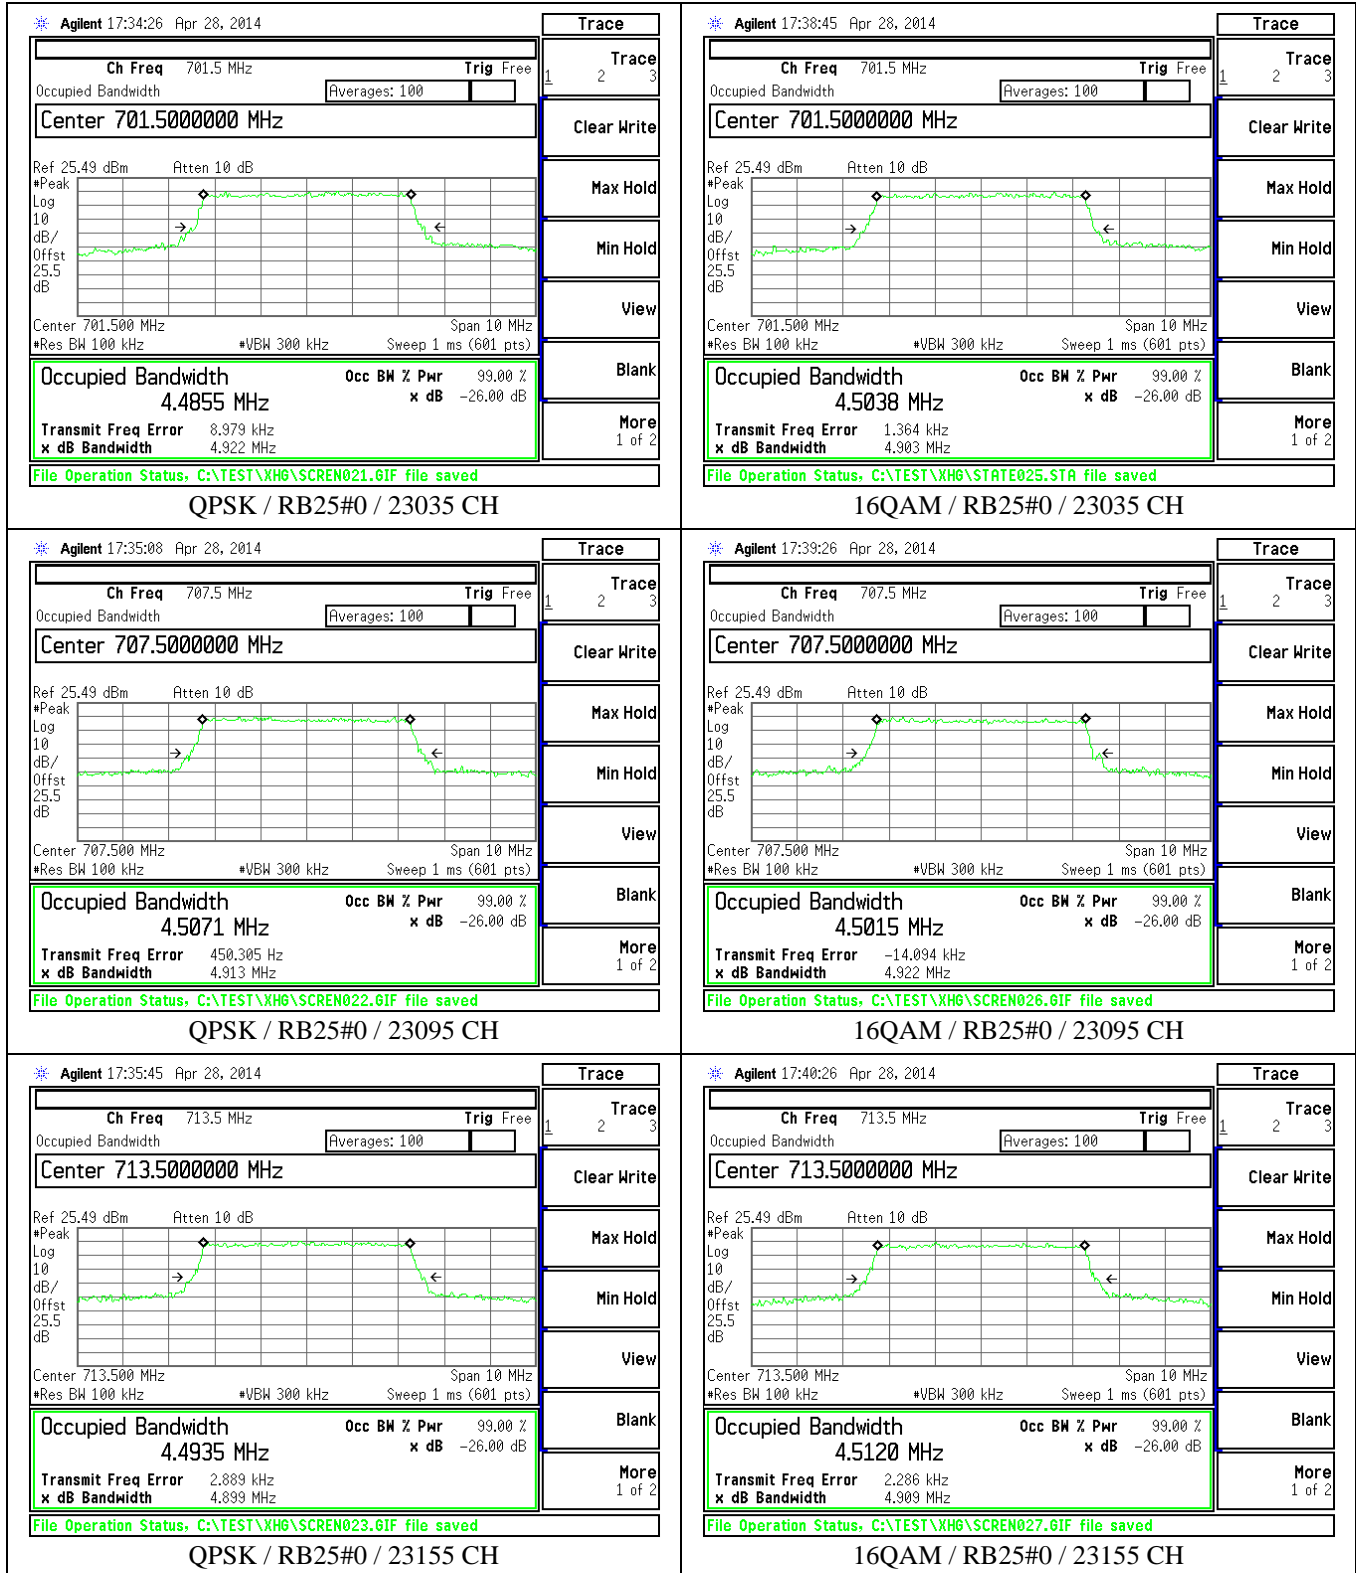 Agilent 17:34:26 Apr 28, 2014
Trace
Ch Freq 701.5 MHz Trig Free
Occupied Bandwidth Averages: 100
Center 701.5000000 MHz
Ref 25.49 dBm Atten 10 dB
#Peak
Log
10
dB/
Offst
25.5
dB
Center 701.500 MHz Span 10 MHz
#Res BW 100 kHz #VBW 300 kHz Sweep 1 ms (601 pts)
Occupied Bandwidth Occ BW % Pwr 99.00 %
4.4855 MHz x dB -26.00 dB
Transmit Freq Error 8.979 kHz
x dB Bandwidth 4.922 MHz
File Operation Status, C:\TEST\XHG\SCREN021.GIF file saved
Trace
1 2 3
Clear Write
Max Hold
Min Hold
View
Blank
More
1 of 2
QPSK / RB25#0 / 23035 CH
Agilent 17:38:45 Apr 28, 2014
Trace
Ch Freq 701.5 MHz Trig Free
Occupied Bandwidth Averages: 100
Center 701.5000000 MHz
Ref 25.49 dBm Atten 10 dB
#Peak
Log
10
dB/
Offst
25.5
dB
Center 701.500 MHz Span 10 MHz
#Res BW 100 kHz #VBW 300 kHz Sweep 1 ms (601 pts)
Occupied Bandwidth Occ BW % Pwr 99.00 %
4.5038 MHz x dB -26.00 dB
Transmit Freq Error 1.364 kHz
x dB Bandwidth 4.903 MHz
File Operation Status, C:\TEST\XHG\STATE025.STA file saved
Trace
1 2 3
Clear Write
Max Hold
Min Hold
View
Blank
More
1 of 2
16QAM / RB25#0 / 23035 CH
Agilent 17:35:08 Apr 28, 2014
Trace
Ch Freq 707.5 MHz Trig Free
Occupied Bandwidth Averages: 100
Center 707.5000000 MHz
Ref 25.49 dBm Atten 10 dB
#Peak
Log
10
dB/
Offst
25.5
dB
Center 707.500 MHz Span 10 MHz
#Res BW 100 kHz #VBW 300 kHz Sweep 1 ms (601 pts)
Occupied Bandwidth Occ BW % Pwr 99.00 %
4.5071 MHz x dB -26.00 dB
Transmit Freq Error 450.305 Hz
x dB Bandwidth 4.913 MHz
File Operation Status, C:\TEST\XHG\SCREN022.GIF file saved
Trace
1 2 3
Clear Write
Max Hold
Min Hold
View
Blank
More
1 of 2
QPSK / RB25#0 / 23095 CH
Agilent 17:39:26 Apr 28, 2014
Trace
Ch Freq 707.5 MHz Trig Free
Occupied Bandwidth Averages: 100
Center 707.5000000 MHz
Ref 25.49 dBm Atten 10 dB
#Peak
Log
10
dB/
Offst
25.5
dB
Center 707.500 MHz Span 10 MHz
#Res BW 100 kHz #VBW 300 kHz Sweep 1 ms (601 pts)
Occupied Bandwidth Occ BW % Pwr 99.00 %
4.5015 MHz x dB -26.00 dB
Transmit Freq Error -14.094 kHz
x dB Bandwidth 4.922 MHz
File Operation Status, C:\TEST\XHG\SCREN026.GIF file saved
Trace
1 2 3
Clear Write
Max Hold
Min Hold
View
Blank
More
1 of 2
16QAM / RB25#0 / 23095 CH
Agilent 17:35:45 Apr 28, 2014
Trace
Ch Freq 713.5 MHz Trig Free
Occupied Bandwidth Averages: 100
Center 713.5000000 MHz
Ref 25.49 dBm Atten 10 dB
#Peak
Log
10
dB/
Offst
25.5
dB
Center 713.500 MHz Span 10 MHz
#Res BW 100 kHz #VBW 300 kHz Sweep 1 ms (601 pts)
Occupied Bandwidth Occ BW % Pwr 99.00 %
4.4935 MHz x dB -26.00 dB
Transmit Freq Error 2.889 kHz
x dB Bandwidth 4.899 MHz
File Operation Status, C:\TEST\XHG\SCREN023.GIF file saved
Trace
1 2 3
Clear Write
Max Hold
Min Hold
View
Blank
More
1 of 2
QPSK / RB25#0 / 23155 CH
Agilent 17:40:26 Apr 28, 2014
Trace
Ch Freq 713.5 MHz Trig Free
Occupied Bandwidth Averages: 100
Center 713.5000000 MHz
Ref 25.49 dBm Atten 10 dB
#Peak
Log
10
dB/
Offst
25.5
dB
Center 713.500 MHz Span 10 MHz
#Res BW 100 kHz #VBW 300 kHz Sweep 1 ms (601 pts)
Occupied Bandwidth Occ BW % Pwr 99.00 %
4.5120 MHz x dB -26.00 dB
Transmit Freq Error 2.286 kHz
x dB Bandwidth 4.909 MHz
File Operation Status, C:\TEST\XHG\SCREN027.GIF file saved
Trace
1 2 3
Clear Write
Max Hold
Min Hold
View
Blank
More
1 of 2
16QAM / RB25#0 / 23155 CH